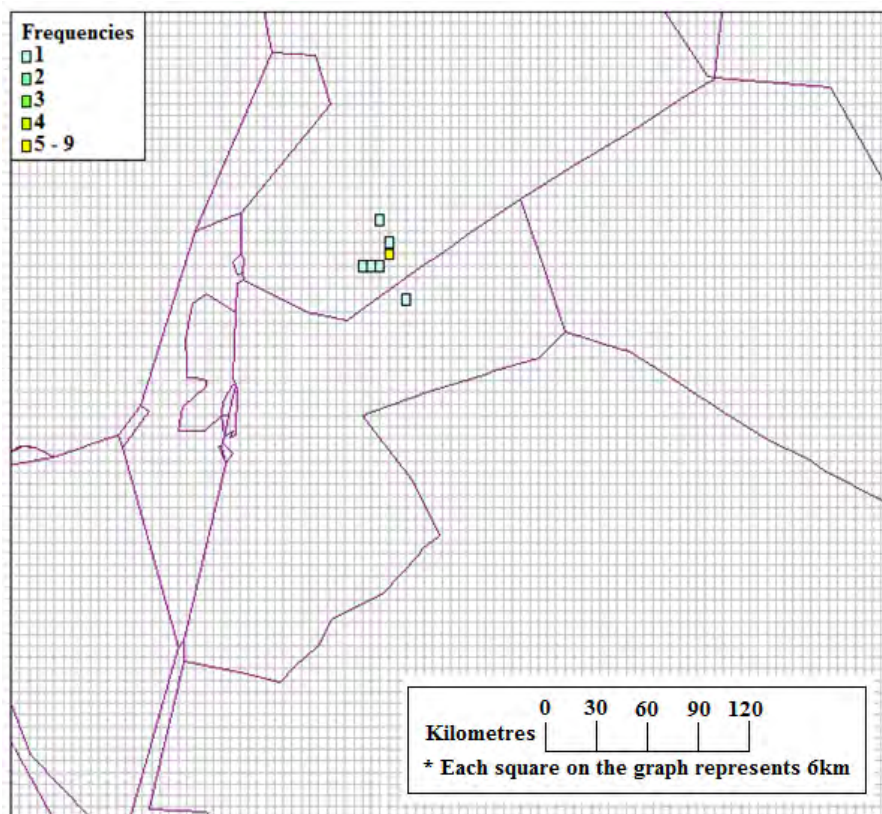 Frequencies
1
2
3
4
5 - 9
0 30 60 90 120
Kilometres
* Each square on the graph represents 6km